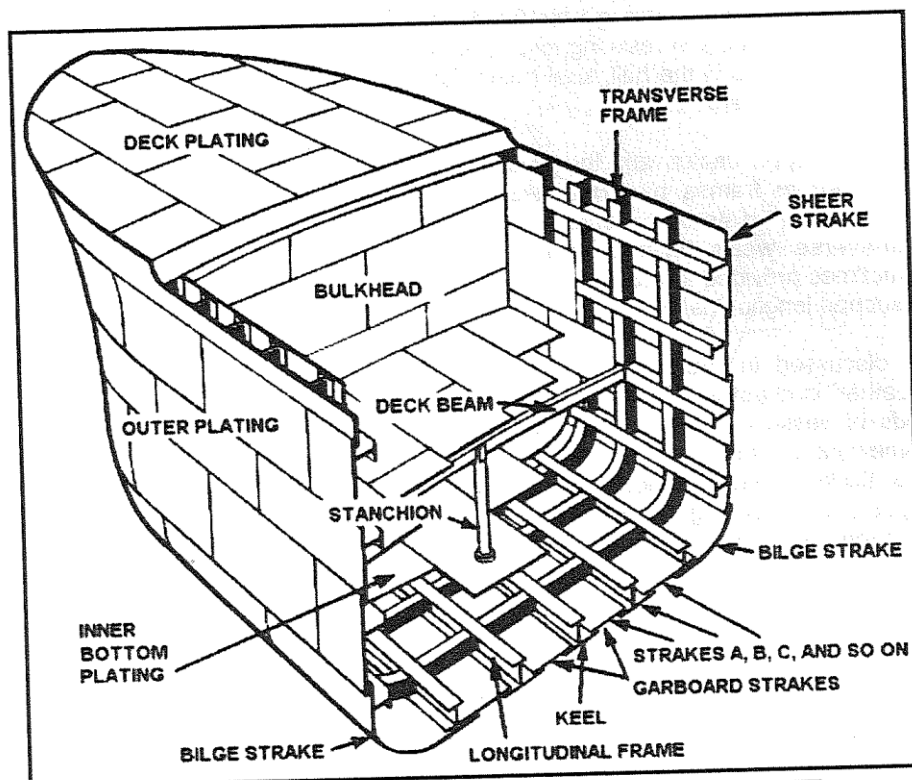 TRANSVERSE
FRAME
DECK PLATING
SHEER
STRAKE
BULKHEAD
DECK BEAM
OUTER PLATING
STANCHION
BILGE STRAKE
INNER
BOTTOM
PLATING
STRAKES A, B, C, AND SO ON
GARBOARD STRAKES
KEEL
BILGE STRAKE
LONGITUDINAL FRAME